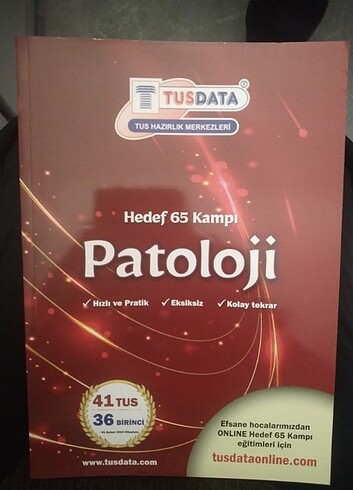 TUSDATA
TUS HAZIRLIK MERKEZLERİ
Hedef 65 Kampı
Patoloji
✓ Hızlı ve Pratik ✓ Eksiksiz ✓ Kolay tekrar
41 TUS
36 BİRİNCİ
Efsane hocalarımızdan
ONLINE Hedef 65 Kampı
eğitimleri için
tusdataonline.com
www.tusdata.com